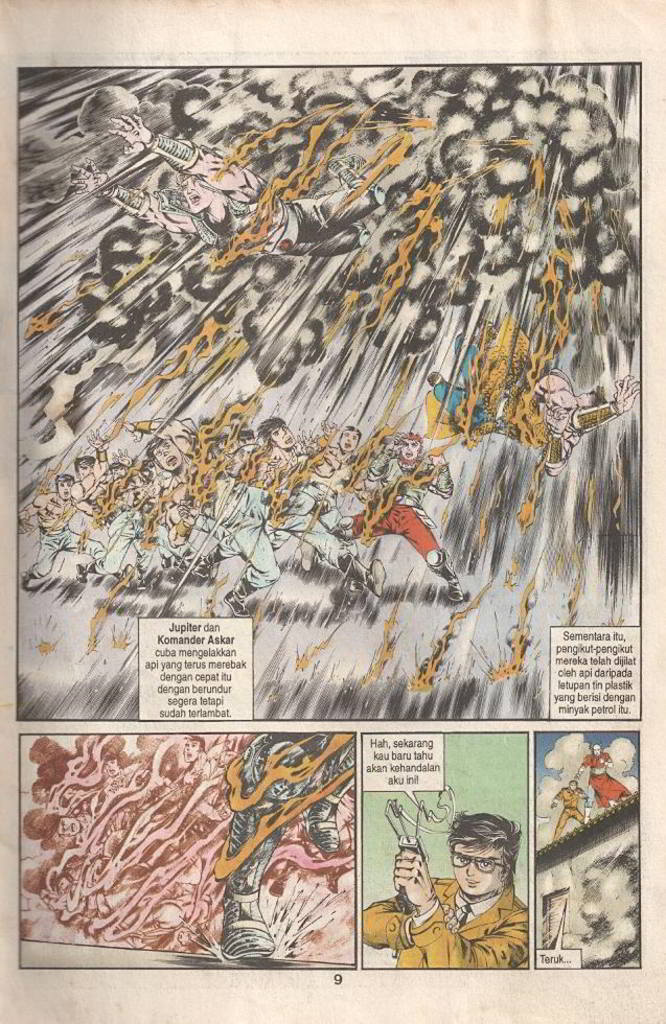 Jupiter dan
Komander Askar
cuba mengelakkan
api yang terus merebak
dengan cepat itu
dengan berundur
segera tetapi
sudah terlambat.
Sementara itu,
pengikut-pengikut
mereka telah dijilat
oleh api daripada
letupan tin plastik
yang berisi dengan
minyak petrol itu.
Hah, sekarang
kau baru tahu
akan kehandalan
aku ini!
Teruk...
9